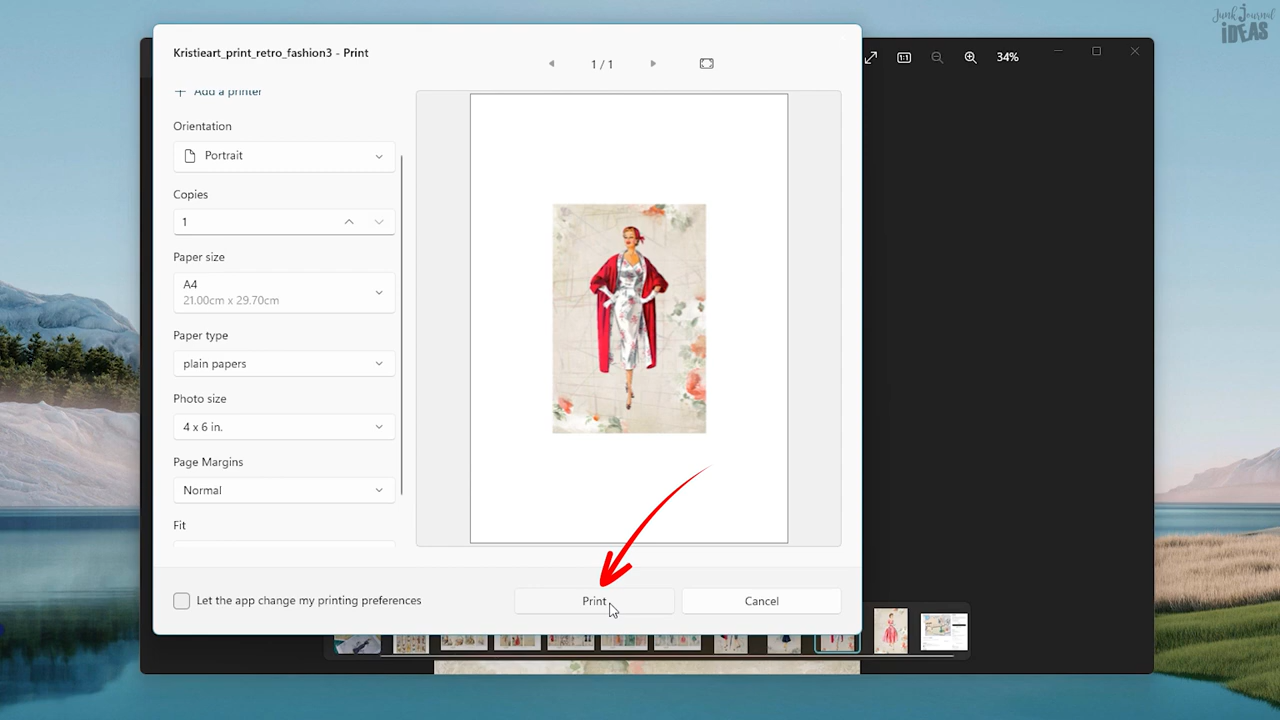 Junk Journal
iDEAS
Kristieart_print_retro_fashion3 - Print
1 / 1
34%
Add a printer
Orientation
Portrait
Copies
1
Paper size
A4
21.00cm x 29.70cm
Paper type
plain papers
Photo size
4 x 6 in.
Page Margins
Normal
Fit
Let the app change my printing preferences
Print
Cancel